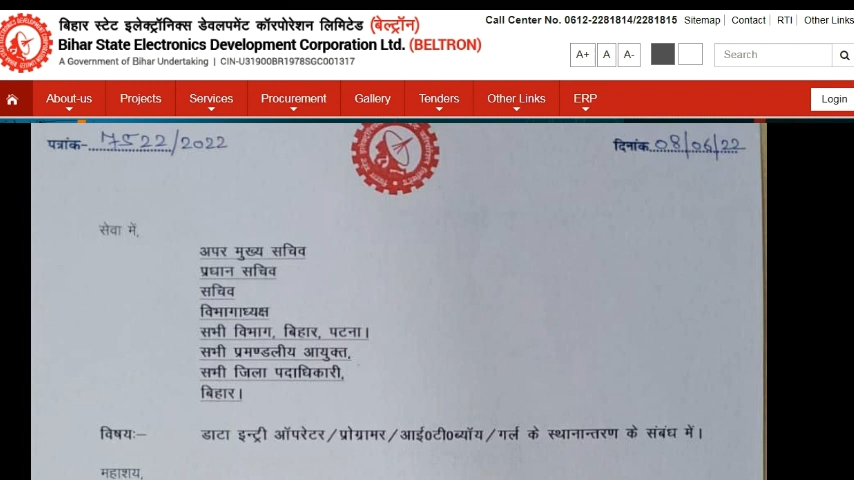 बिहार स्टेट इलेक्ट्रॉनिक्स डेवलपमेंट कॉरपोरेशन लिमिटेड (बेल्ट्रॉन)
Bihar State Electronics Development Corporation Ltd. (BELTRON)
A Government of Bihar Undertaking | CIN-U31900BR1978SGC001317
Call Center No. 0612-2281814/2281815 Sitemap | Contact | RTI | Other Links
A+ A A- Search
About-us Projects Services Procurement Gallery Tenders Other Links ERP Login
पत्रांक-7522/2022 दिनांक 08/06/22
सेवा में,
अपर मुख्य सचिव
प्रधान सचिव
सचिव
विभागाध्यक्ष
सभी विभाग, बिहार, पटना।
सभी प्रमण्डलीय आयुक्त,
सभी जिला पदाधिकारी,
बिहार।
विषयः– डाटा इन्ट्री ऑपरेटर/प्रोग्रामर/आई0टी0ब्यॉय/गर्ल के स्थानान्तरण के संबंध में।
महाशय,